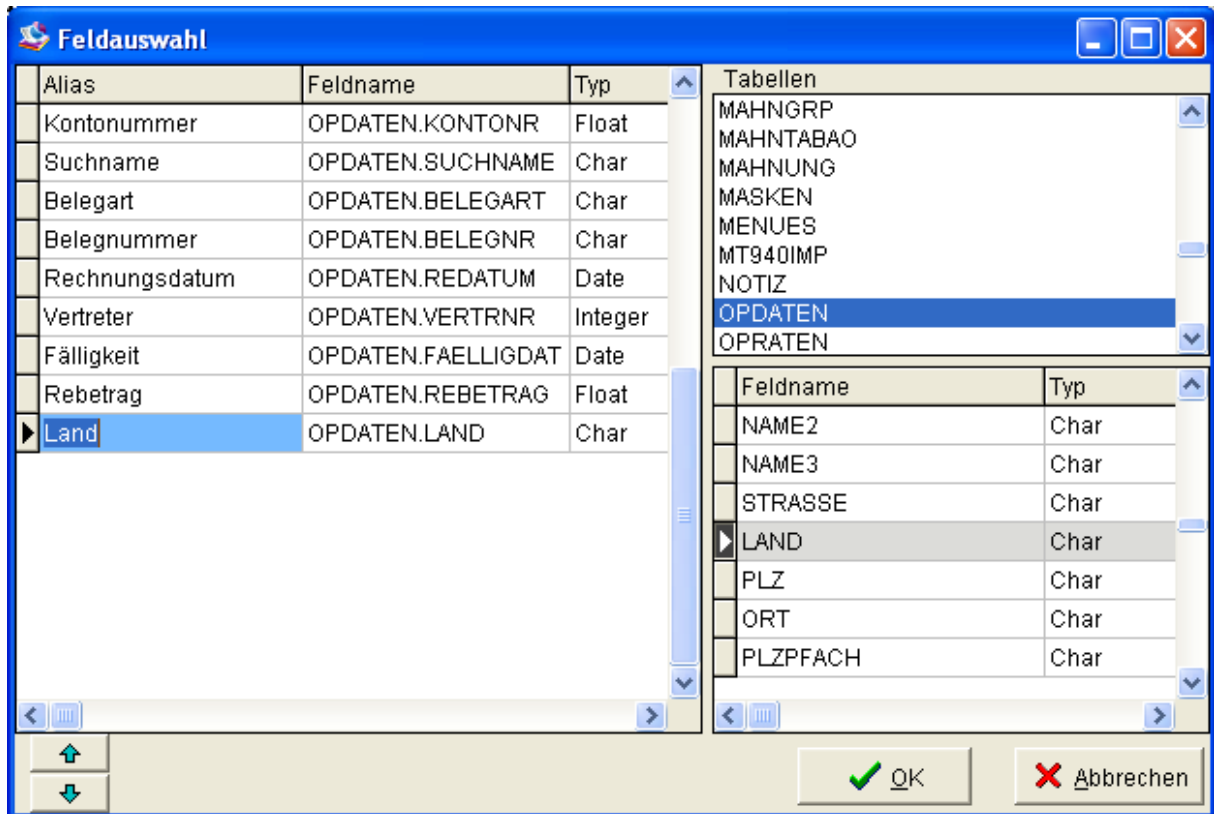 Feldauswahl
Alias Feldname Typ
Kontonummer OPDATEN.KONTONR Float
Suchname OPDATEN.SUCHNAME Char
Belegart OPDATEN.BELEGART Char
Belegnummer OPDATEN.BELEGNR Char
Rechnungsdatum OPDATEN.REDATUM Date
Vertreter OPDATEN.VERTRNR Integer
Fälligkeit OPDATEN.FAELLIGDAT Date
Rebetrag OPDATEN.REBETRAG Float
Land OPDATEN.LAND Char
Tabellen
MAHNGRP
MAHNTABAO
MAHNUNG
MASKEN
MENUES
MT940IMP
NOTIZ
OPDATEN
OPRATEN
Feldname Typ
NAME2 Char
NAME3 Char
STRASSE Char
LAND Char
PLZ Char
ORT Char
PLZPFACH Char
OK Abbrechen